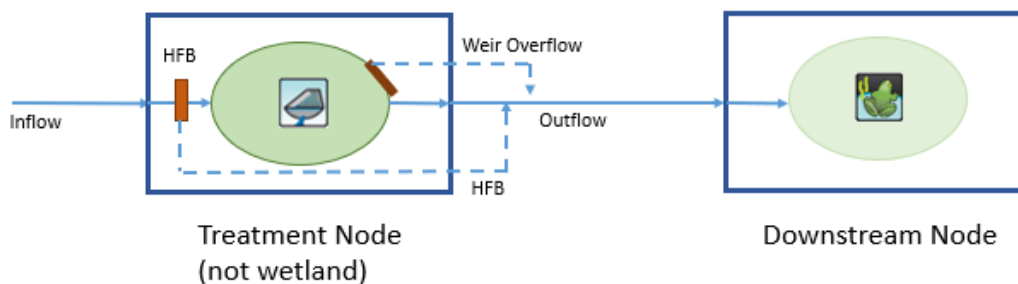 HFB
Weir Overflow
Inflow
Outflow
HFB
Treatment Node
(not wetland)
Downstream Node